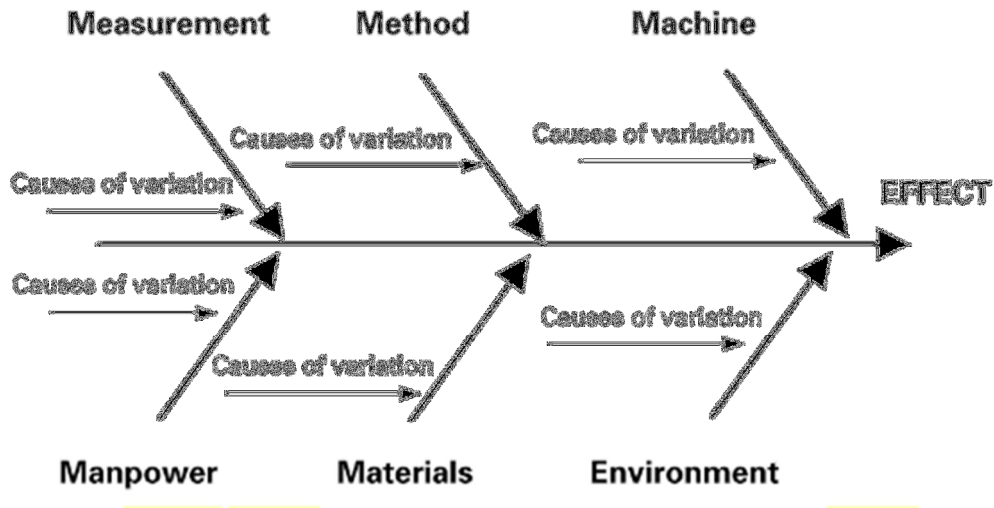 Measurement Method Machine
Causes of variation Causes of variation
Causes of variation
EFFECT
Causes of variation
Causes of variation
Causes of variation
Manpower Materials Environment